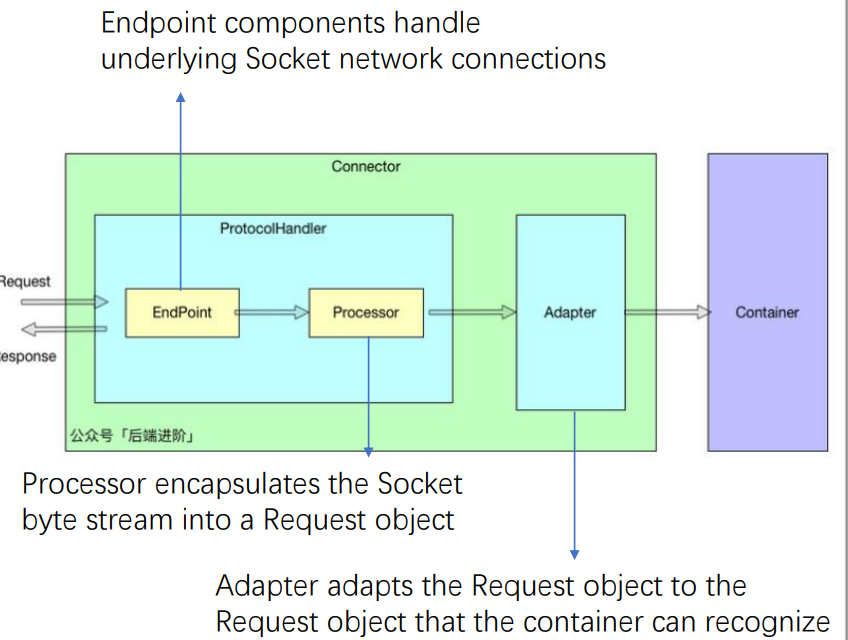 Endpoint components handle
underlying Socket network connections
Connector
ProtocolHandler
Request
EndPoint
Processor
Adapter
Container
esponse
公众号「后端进阶」
Processor encapsulates the Socket
byte stream into a Request object
Adapter adapts the Request object to the
Request object that the container can recognize